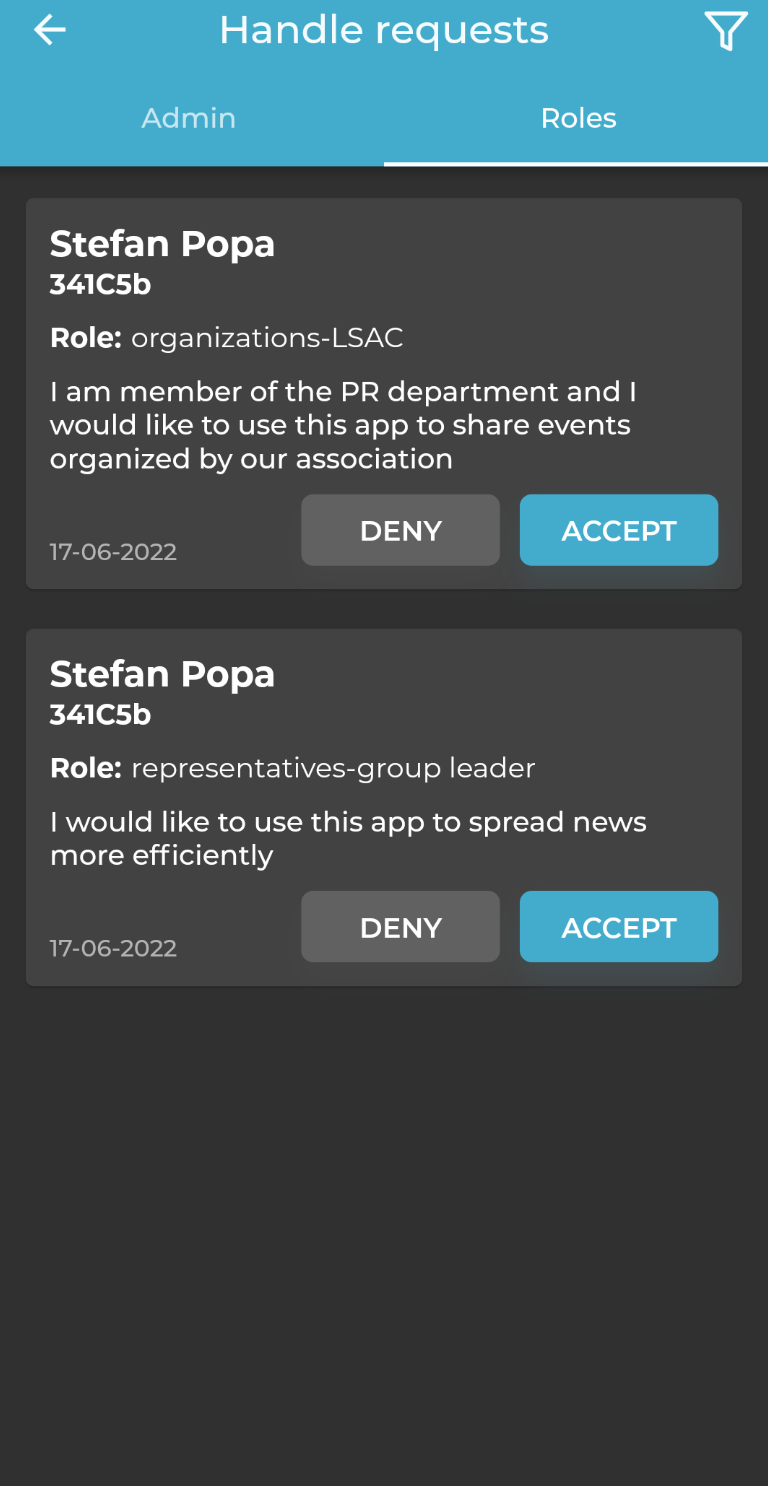 Handle requests
Admin
Roles
Stefan Popa
341C5b
Role: organizations-LSAC
I am member of the PR department and I
would like to use this app to share events
organized by our association
17-06-2022
DENY
ACCEPT
Stefan Popa
341C5b
Role: representatives-group leader
I would like to use this app to spread news
more efficiently
17-06-2022
DENY
ACCEPT